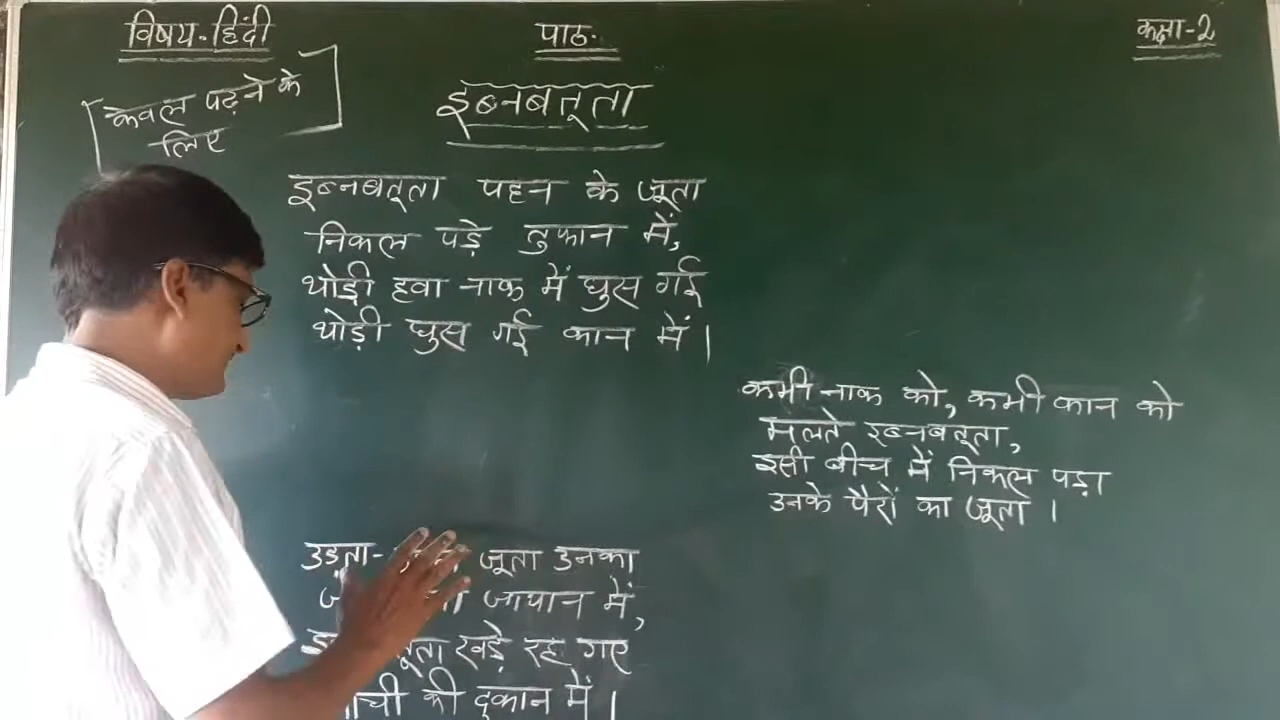 विषय-हिंदी
पाठ-
कक्षा-2
[केवल पढ़ने के
लिए]
इब्नबतूता
इब्नबतूता पहन के जूता
निकल पड़े तुफान में,
थोड़ी हवा नाक में घुस गई
थोड़ी घुस गई कान में।
कभी नाक को, कभी कान को
मलते इब्नबतूता,
इसी बीच में निकल पड़ा
उनके पैरों का जूता।
उड़ता- जूता उनका
जापान में,
खड़े रह गए
की दुकान में।